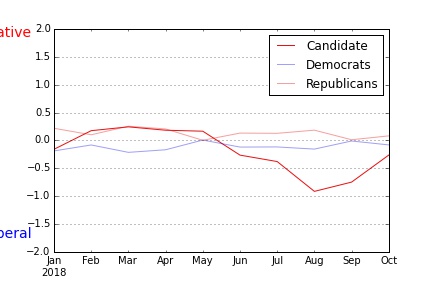 ative
2.0
1.5
1.0
0.5
0.0
−0.5
−1.0
−1.5
−2.0
beral
Candidate
Democrats
Republicans
Jan Feb Mar Apr May Jun Jul Aug Sep Oct
2018